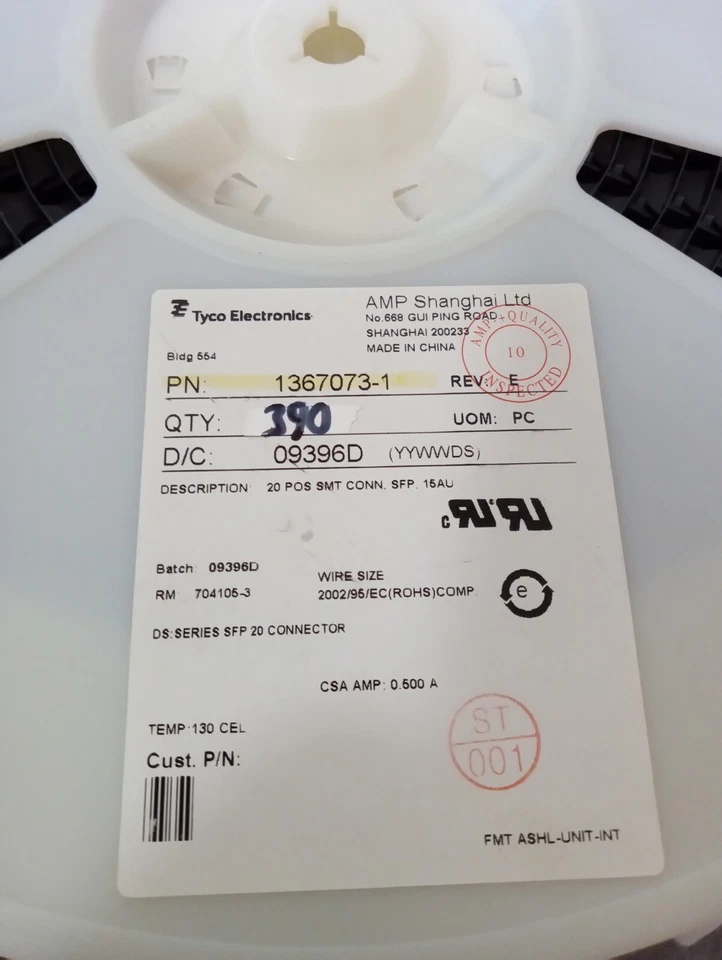 Tyco Electronics
AMP Shanghai Ltd
No.668 GUI PING ROAD
SHANGHAI 200233
MADE IN CHINA
Bldg 554
AMP QUALITY
10
INSPECTED
PN: 1367073-1 REV: E
QTY: 390 UOM: PC
D/C: 09396D (YYWWDS)
DESCRIPTION: 20 POS SMT CONN, SFP, 15AU
Batch: 09396D
WIRE SIZE
RM 704105-3
2002/95/EC(ROHS)COMP.
e
DS:SERIES SFP 20 CONNECTOR
CSA AMP: 0.500 A
TEMP:130 CEL
ST
001
Cust. P/N:
FMT ASHL-UNIT-INT